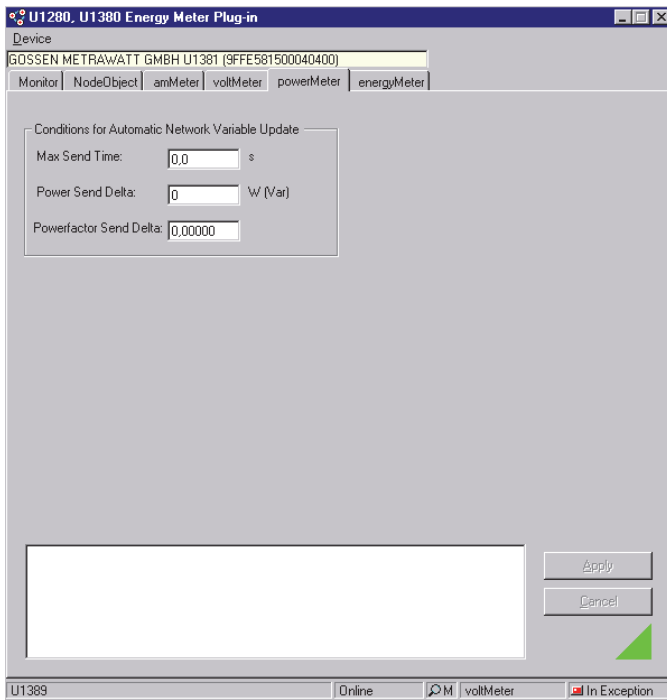 U1280, U1380 Energy Meter Plug-in
Device
GOSSEN METRAWATT GMBH U1381 (9FFE581500040400)
Monitor NodeObject amMeter voltMeter powerMeter energyMeter
Conditions for Automatic Network Variable Update
Max Send Time: 0,0 s
Power Send Delta: 0 W (Var)
Powerfactor Send Delta: 0,00000
Apply
Cancel
U1389 Online M voltMeter In Exception